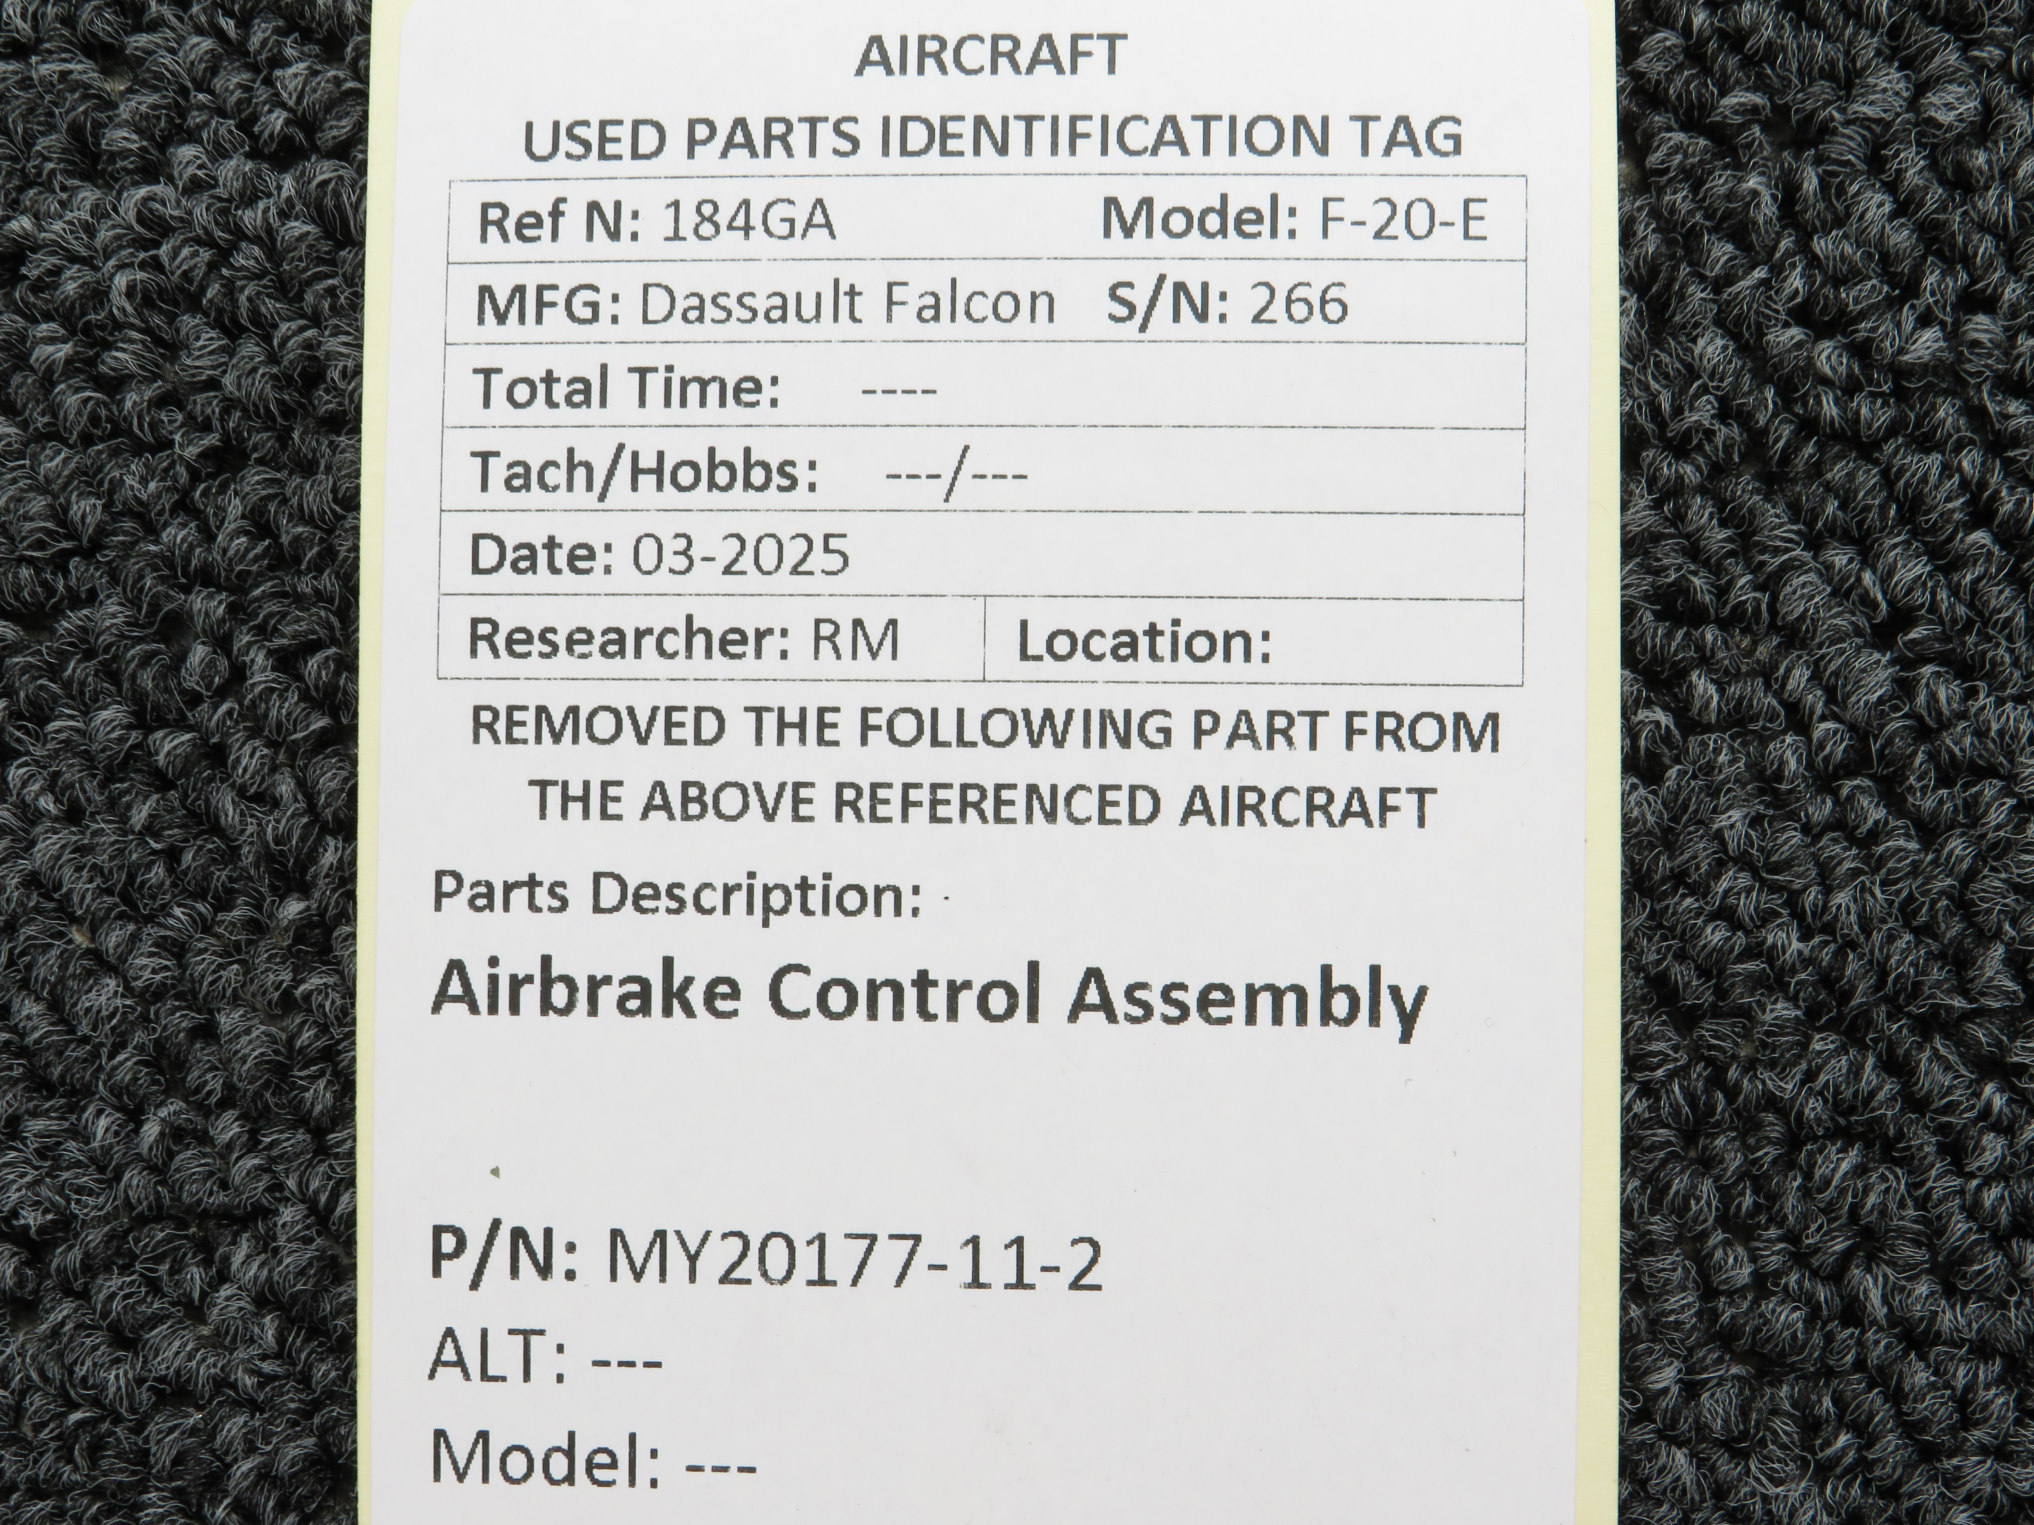 AIRCRAFT
USED PARTS IDENTIFICATION TAG
Ref N: 184GA Model: F-20-E
MFG: Dassault Falcon S/N: 266
Total Time: ----
Tach/Hobbs: ---/---
Date: 03-2025
Researcher: RM Location:
REMOVED THE FOLLOWING PART FROM
THE ABOVE REFERENCED AIRCRAFT
Parts Description:
Airbrake Control Assembly
P/N: MY20177-11-2
ALT: ---
Model: ---